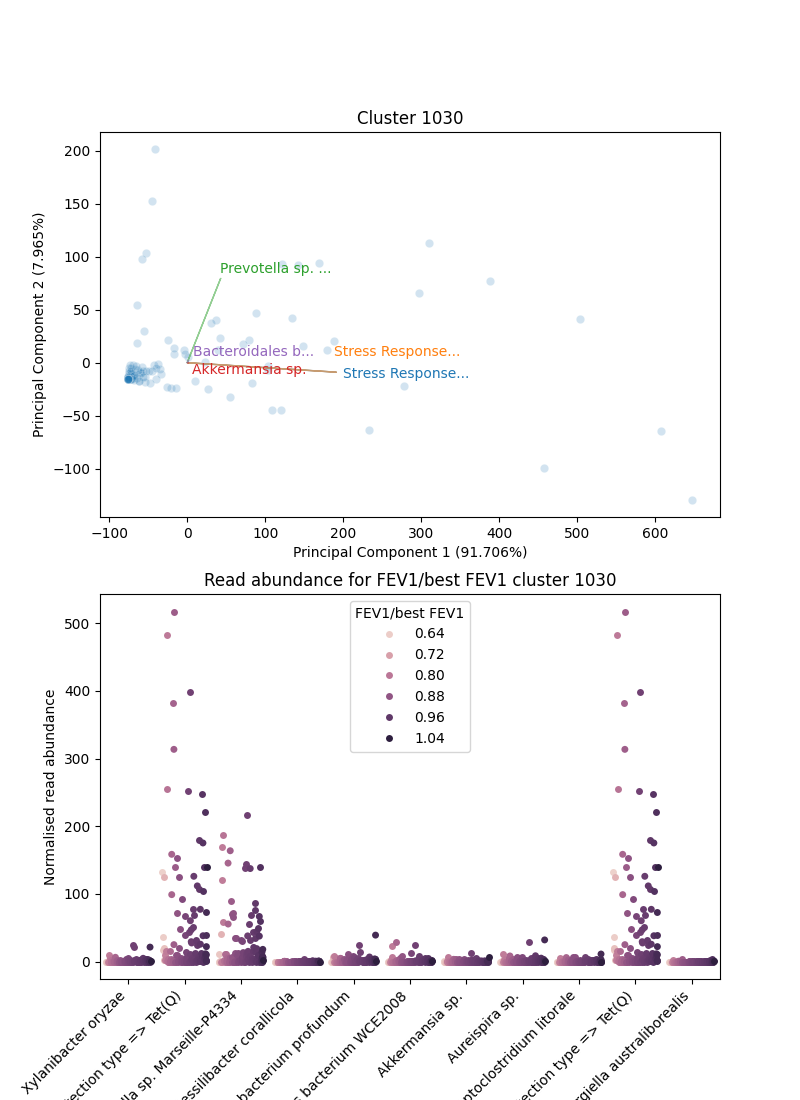 Cluster 1030
Principal Component 2 (7.965%)
200
150
100
50
0
−50
−100
Prevotella sp. ...
Bacteroidales b...
Stress Response...
Akkermansia sp.
Stress Response...
−100
0
100
200
300
400
500
600
Principal Component 1 (91.706%)
Read abundance for FEV1/best FEV1 cluster 1030
Normalised read abundance
500
400
300
200
100
0
FEV1/best FEV1
0.64
0.72
0.80
0.88
0.96
1.04
Xylanibacter oryzae
ection type => Tet(Q)
la sp. Marseille-P4334
essilibacter corallicola
bacterium profundum
s bacterium WCE2008
Akkermansia sp.
Aureispira sp.
ptoclostridium litorale
ection type => Tet(Q)
rgiella australiborealis